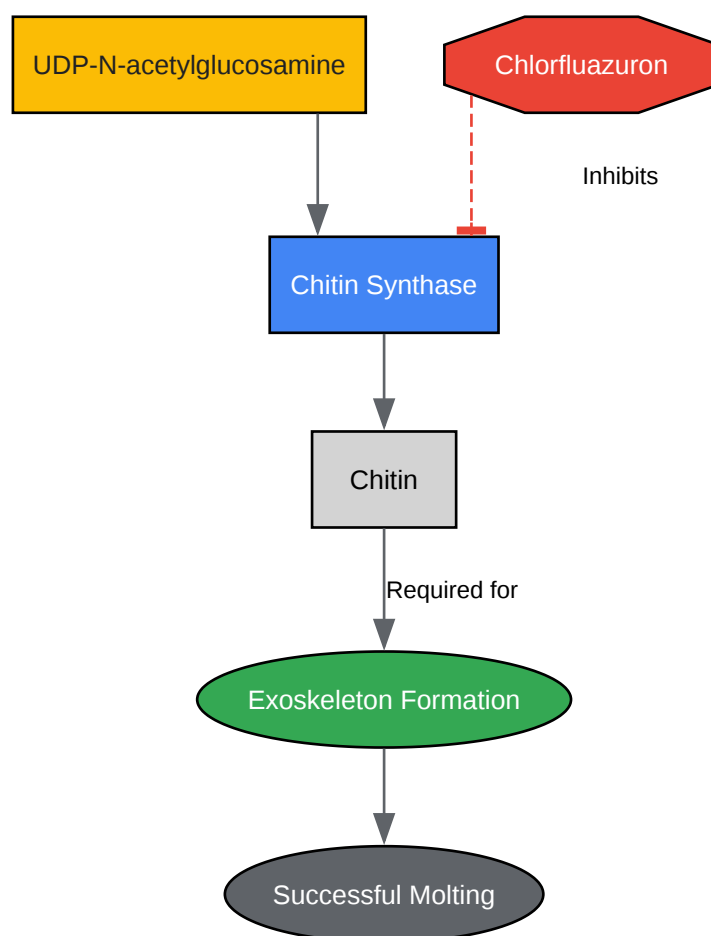 UDP-N-acetylglucosamine
Chlorfluazuron
Inhibits
Chitin Synthase
Chitin
Required for
Exoskeleton Formation
Successful Molting